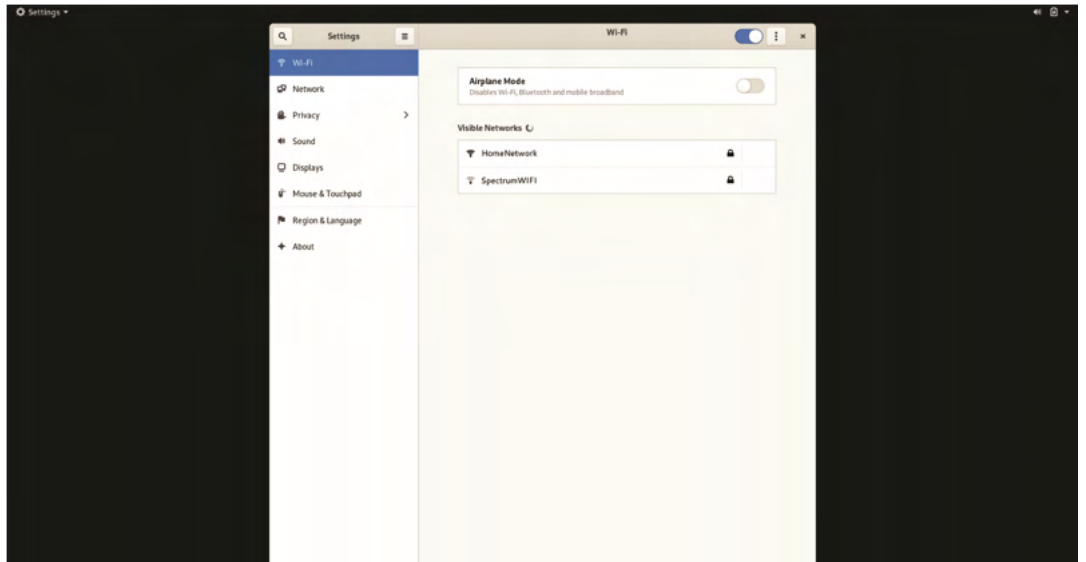 Settings
Settings
Wi-Fi
Wi-Fi
Network
Privacy
Sound
Displays
Mouse & Touchpad
Region & Language
About
Airplane Mode
Disables Wi-Fi, Bluetooth and mobile broadband
Visible Networks
HomeNetwork
SpectrumWIFI